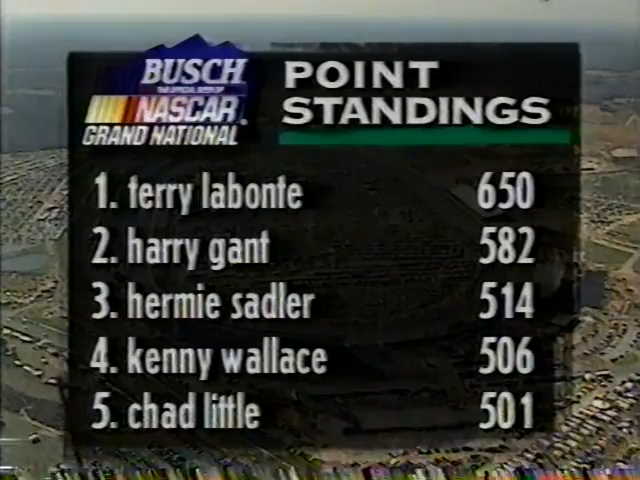 BUSCH
NASCAR
GRAND NATIONAL
POINT
STANDINGS
1. terry labonte 650
2. harry gant 582
3. hermie sadler 514
4. kenny wallace 506
5. chad little 501